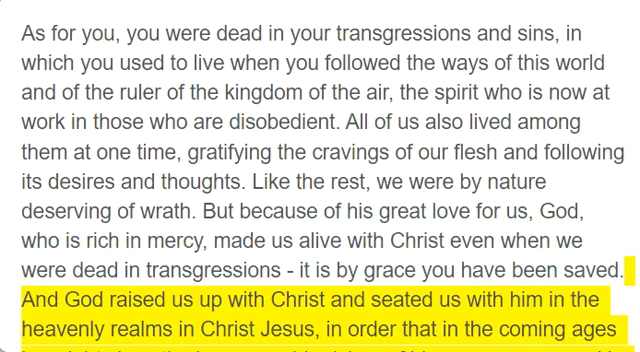 As for you, you were dead in your transgressions and sins, in
which you used to live when you followed the ways of this world
and of the ruler of the kingdom of the air, the spirit who is now at
work in those who are disobedient. All of us also lived among
them at one time, gratifying the cravings of our flesh and following
its desires and thoughts. Like the rest, we were by nature
deserving of wrath. But because of his great love for us, God,
who is rich in mercy, made us alive with Christ even when we
were dead in transgressions - it is by grace you have been saved.
And God raised us up with Christ and seated us with him in the
heavenly realms in Christ Jesus, in order that in the coming ages